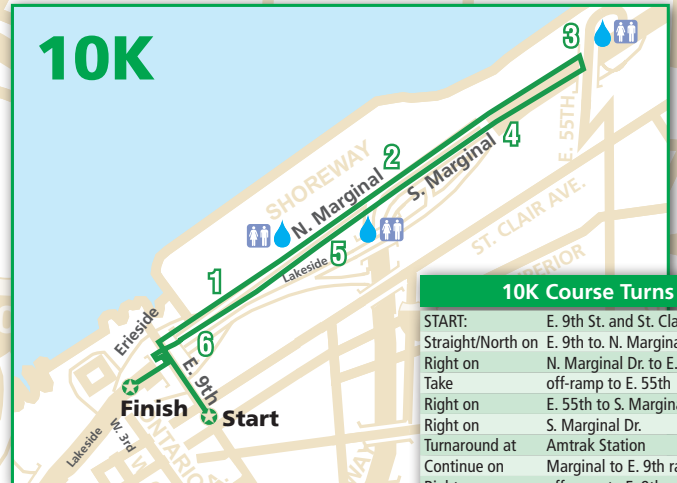 10K
3
E. 55TH
4
2
SHOREWAY
N. Marginal
S. Marginal
ST. CLAIR AVE.
5
Lakeside
1
Erieside
6
E. 9th
Finish
Start
W. 3rd
Lakeside
ONTARIO
10K Course Turns
START: E. 9th St. and St. Cla
Straight/North on E. 9th to. N. Margina
Right on N. Marginal Dr. to E.
Take off-ramp to E. 55th
Right on E. 55th to S. Margina
Right on S. Marginal Dr.
Turnaround at Amtrak Station
Continue on Marginal to E. 9th ra